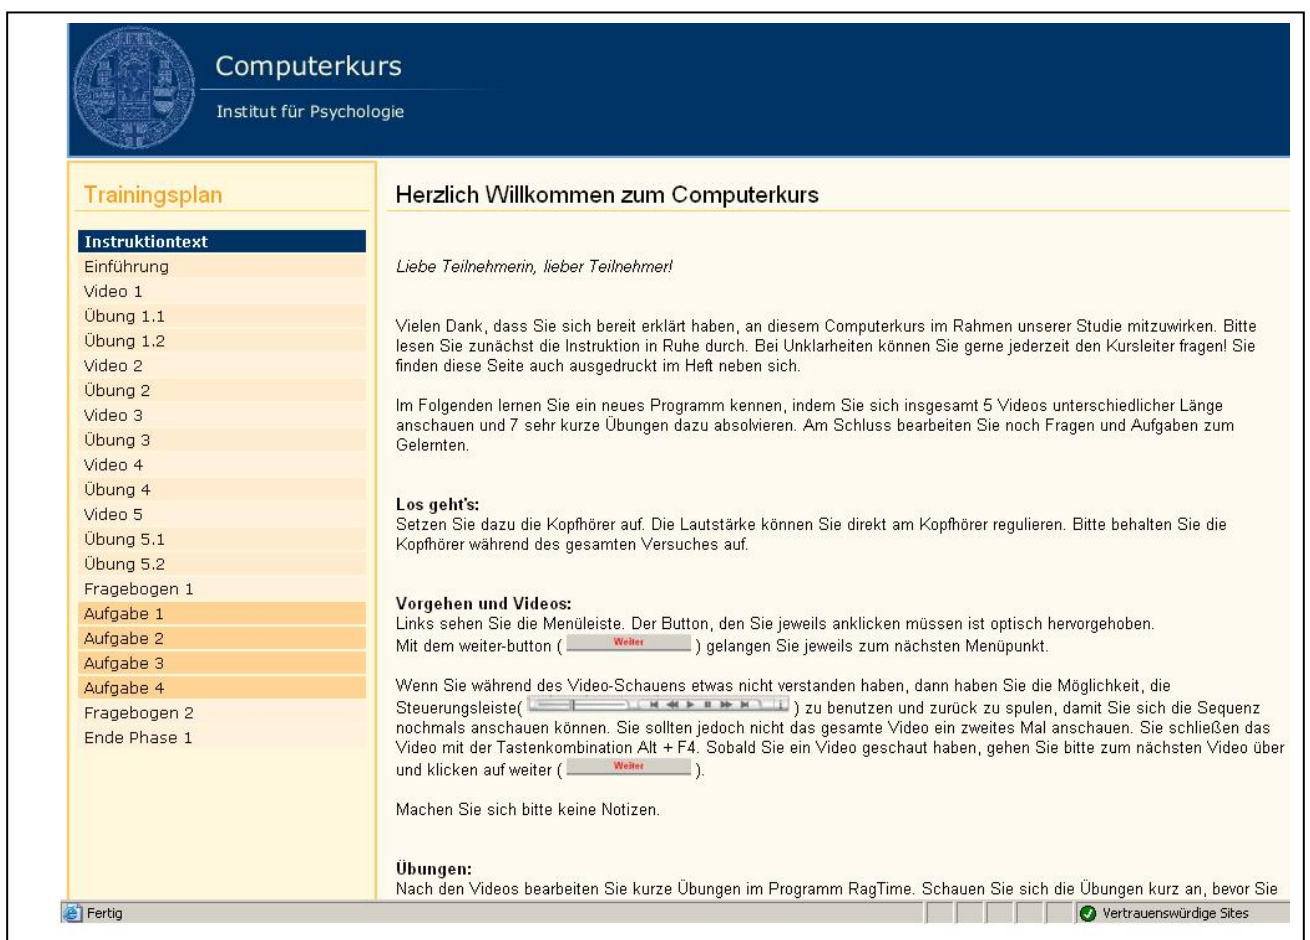 Computerkurs
Institut für Psychologie
Trainingsplan
Instruktiontext
Einführung
Video 1
Übung 1.1
Übung 1.2
Video 2
Übung 2
Video 3
Übung 3
Video 4
Übung 4
Video 5
Übung 5.1
Übung 5.2
Fragebogen 1
Aufgabe 1
Aufgabe 2
Aufgabe 3
Aufgabe 4
Fragebogen 2
Ende Phase 1
Herzlich Willkommen zum Computerkurs
Liebe Teilnehmerin, lieber Teilnehmer!
Vielen Dank, dass Sie sich bereit erklärt haben, an diesem Computerkurs im Rahmen unserer Studie mitzuwirken. Bitte
lesen Sie zunächst die Instruktion in Ruhe durch. Bei Unklarheiten können Sie gerne jederzeit den Kursleiter fragen! Sie
finden diese Seite auch ausgedruckt im Heft neben sich.
Im Folgenden lernen Sie ein neues Programm kennen, indem Sie sich insgesamt 5 Videos unterschiedlicher Länge
anschauen und 7 sehr kurze Übungen dazu absolvieren. Am Schluss bearbeiten Sie noch Fragen und Aufgaben zum
Gelernten.
Los geht's:
Setzen Sie dazu die Kopfhörer auf. Die Lautstärke können Sie direkt am Kopfhörer regulieren. Bitte behalten Sie die
Kopfhörer während des gesamten Versuches auf.
Vorgehen und Videos:
Links sehen Sie die Menüleiste. Der Button, den Sie jeweils anklicken müssen ist optisch hervorgehoben.
Mit dem weiter-button ( Weiter ) gelangen Sie jeweils zum nächsten Menüpunkt.
Wenn Sie während des Video-Schauens etwas nicht verstanden haben, dann haben Sie die Möglichkeit, die
Steuerungsleiste( ) zu benutzen und zurück zu spulen, damit Sie sich die Sequenz
nochmals anschauen können. Sie sollten jedoch nicht das gesamte Video ein zweites Mal anschauen. Sie schließen das
Video mit der Tastenkombination Alt + F4. Sobald Sie ein Video geschaut haben, gehen Sie bitte zum nächsten Video über
und klicken auf weiter ( Weiter ).
Machen Sie sich bitte keine Notizen.
Übungen:
Nach den Videos bearbeiten Sie kurze Übungen im Programm RagTime. Schauen Sie sich die Übungen kurz an, bevor Sie
Fertig
Vertrauenswürdige Sites